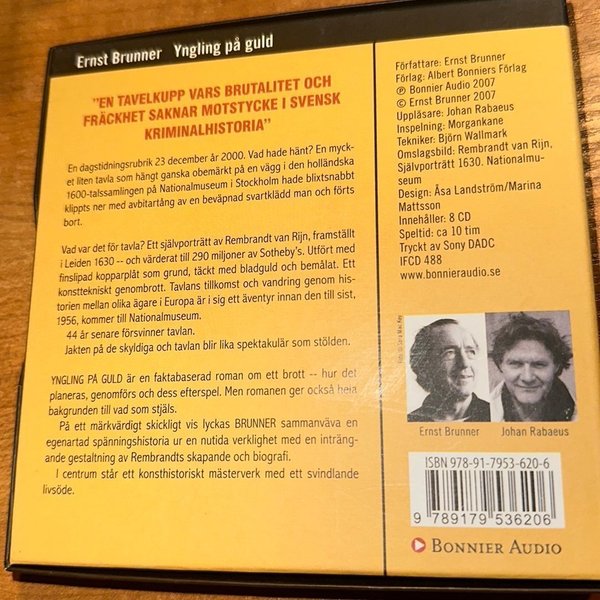 Ernst Brunner Yngling på guld
"EN TAVELKUPP VARS BRUTALITET OCH
FRÄCKHET SAKNAR MOTSTYCKE I SVENSK
KRIMINALHISTORIA"
En dagstidningsrubrik 23 december år 2000. Vad hade hänt? En myck-
et liten tavla som hängt ganska obemärkt på en vägg i den holländska
1600-talssamlingen på Nationalmuseum i Stockholm hade blixtsnabbt
klippts ner med avbitartång av en beväpnad svartklädd man och förts
bort.
Vad var det för tavla? Ett självporträtt av Rembrandt van Rijn, framställt
i Leiden 1630 -- och värderat till 290 miljoner av Sotheby's. Utfört med
finslipad kopparplåt som grund, täckt med bladguld och bemålat. Ett
konsttekniskt genombrott. Tavlans tillkomst och vandring genom his-
torien mellan olika ägare i Europa är i sig ett äventyr innan den till sist,
1956, kommer till Nationalmuseum.
44 år senare försvinner tavlan.
Jakten på de skyldiga och tavlan blir lika spektakulär som stölden.
YNGLING PÅ GULD är en faktabaserad roman om ett brott -- hur det
planeras, genomförs och dess efterspel. Men romanen ger också hela
bakgrunden till vad som stjäls.
På ett märkvärdigt skickligt vis lyckas BRUNNER sammanväva en
egenartad spänningshistoria ur en nutida verklighet med en inträng-
ande gestaltning av Rembrandts skapande och biografi.
I centrum står ett konsthistoriskt mästerverk med ett svindlande
livsöde.
Författare: Ernst Brunner
Förlag: Albert Bonniers Förlag
℗ Bonnier Audio 2007
© Ernst Brunner 2007
Uppläsare: Johan Rabaeus
Inspelning: Morgankane
Tekniker: Björn Wallmark
Omslagsbild: Rembrandt van Rijn,
Självporträtt 1630. Nationalmu-
seum
Design: Åsa Landström/Marina
Mattsson
Innehåller: 8 CD
Speltid: ca 10 tim
Tryckt av Sony DADC
IFCD 488
www.bonnieraudio.se
Ernst Brunner Johan Rabaeus
ISBN 978-91-7953-620-6
9 789179 536206
BONNIER AUDIO